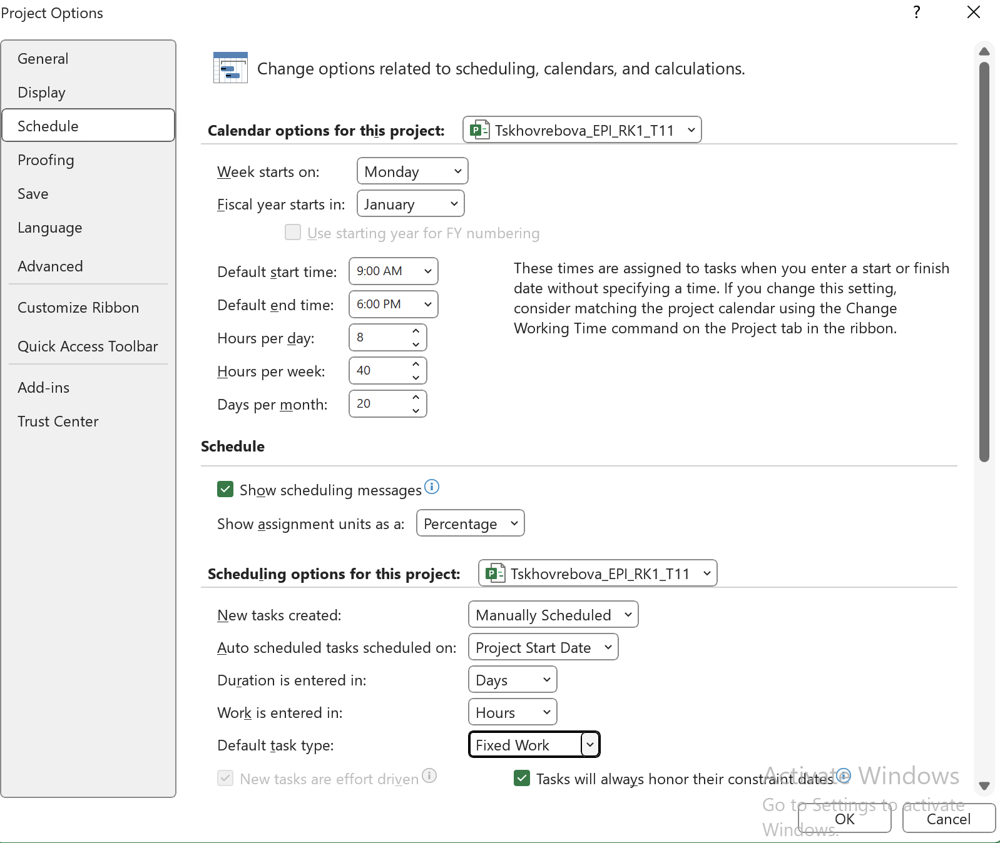 Project Options
?
General
Display
Schedule
Proofing
Save
Language
Advanced
Customize Ribbon
Quick Access Toolbar
Add-ins
Trust Center
Change options related to scheduling, calendars, and calculations.
Calendar options for this project: Tskhovrebova_EPI_RK1_T11
Week starts on: Monday
Fiscal year starts in: January
Use starting year for FY numbering
Default start time: 9:00 AM
Default end time: 6:00 PM
Hours per day: 8
Hours per week: 40
Days per month: 20
These times are assigned to tasks when you enter a start or finish
date without specifying a time. If you change this setting,
consider matching the project calendar using the Change
Working Time command on the Project tab in the ribbon.
Schedule
Show scheduling messages
Show assignment units as a: Percentage
Scheduling options for this project: Tskhovrebova_EPI_RK1_T11
New tasks created: Manually Scheduled
Auto scheduled tasks scheduled on: Project Start Date
Duration is entered in: Days
Work is entered in: Hours
Default task type: Fixed Work
New tasks are effort driven
Tasks will always honor their constraint dates
Activate Windows
Go to Settings to activate
Windows.
OK
Cancel